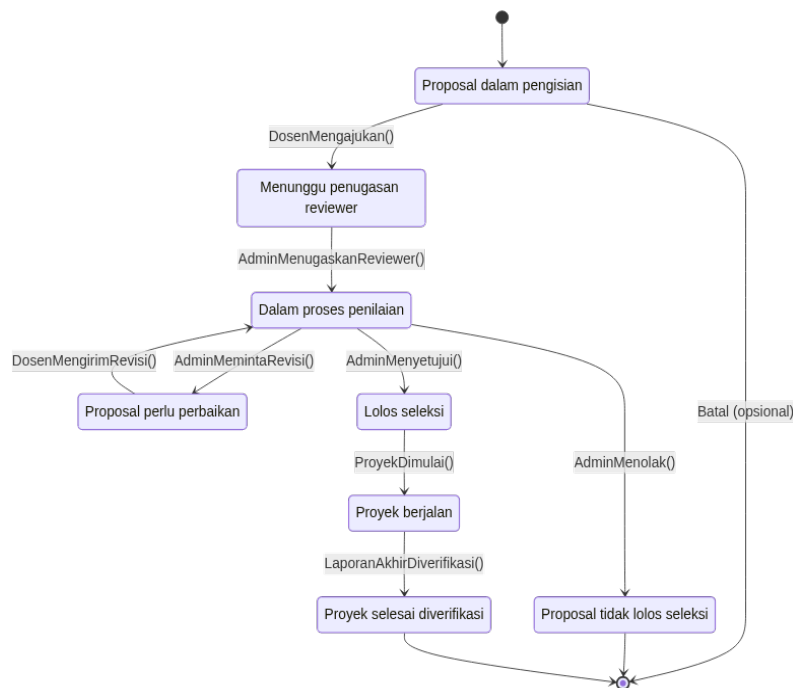 Proposal dalam pengisian
DosenMengajukan()
Menunggu penugasan
reviewer
AdminMenugaskanReviewer()
Dalam proses penilaian
DosenMengirimRevisi()
AdminMemintaRevisi()
AdminMenyetujui()
Proposal perlu perbaikan
Lolos seleksi
Batal (opsional)
ProyekDimulai()
AdminMenolak()
Proyek berjalan
LaporanAkhirDiverifikasi()
Proyek selesai diverifikasi
Proposal tidak lolos seleksi